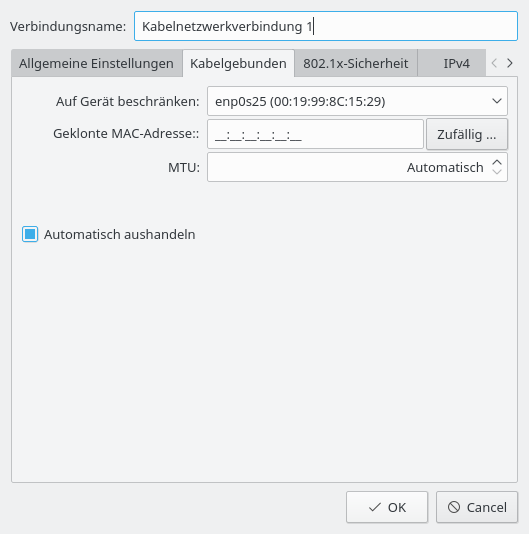 Verbindungsname: Kabelnetzwerkverbindung 1
Allgemeine Einstellungen Kabelgebunden 802.1x-Sicherheit IPv4
Auf Gerät beschränken: enp0s25 (00:19:99:8C:15:29)
Geklonte MAC-Adresse:: __:__:__:__:__:__ Zufällig ...
MTU: Automatisch
Automatisch aushandeln
OK Cancel